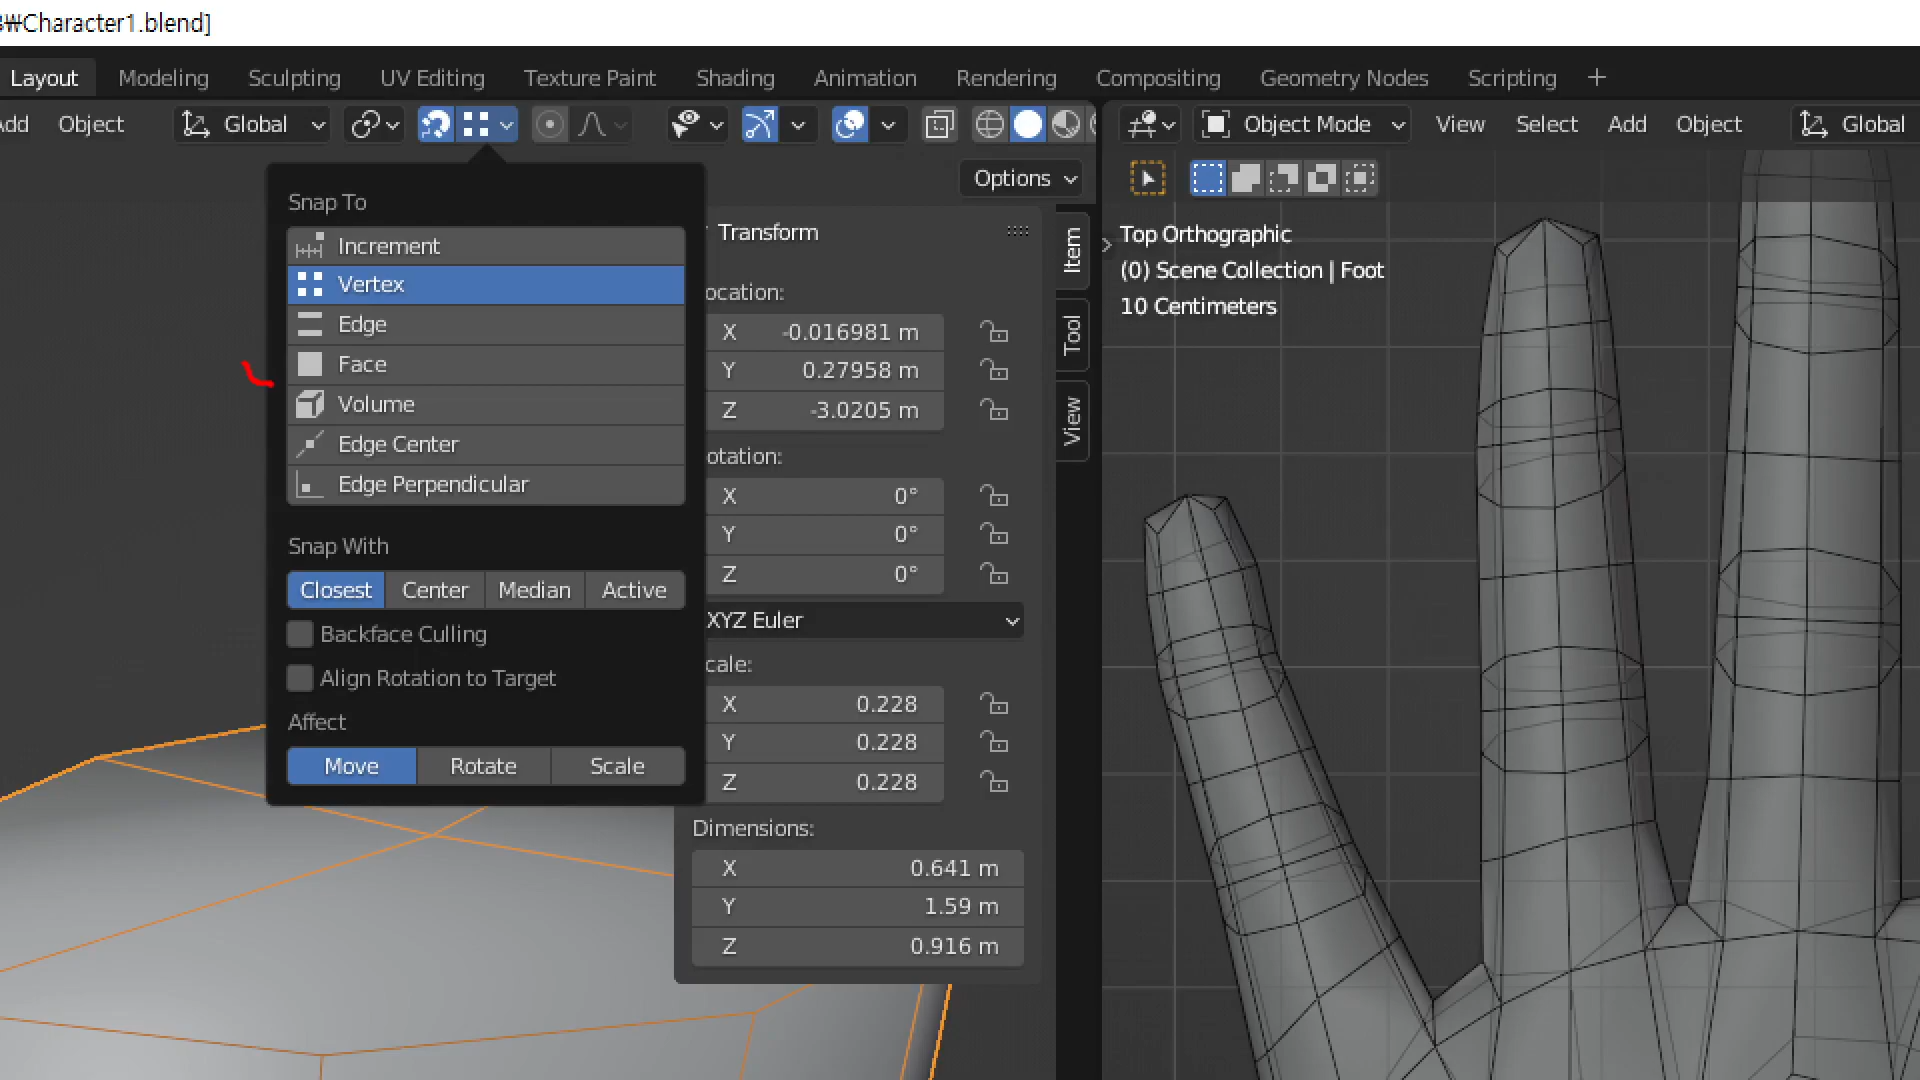 ₩Character1.blend]
Layout Modeling Sculpting UV Editing Texture Paint Shading Animation Rendering Compositing Geometry Nodes Scripting +
Object Global Object Mode View Select Add Object Global
Options
Snap To
Increment
Vertex
Edge
Face
Volume
Edge Center
Edge Perpendicular
Snap With
Closest Center Median Active
Backface Culling
Align Rotation to Target
Affect
Move Rotate Scale
Transform
ocation:
X -0.016981 m
Y 0.27958 m
Z -3.0205 m
otation:
X 0°
Y 0°
Z 0°
XYZ Euler
cale:
X 0.228
Y 0.228
Z 0.228
Dimensions:
X 0.641 m
Y 1.59 m
Z 0.916 m
Item
Tool
View
Top Orthographic
(0) Scene Collection | Foot
10 Centimeters